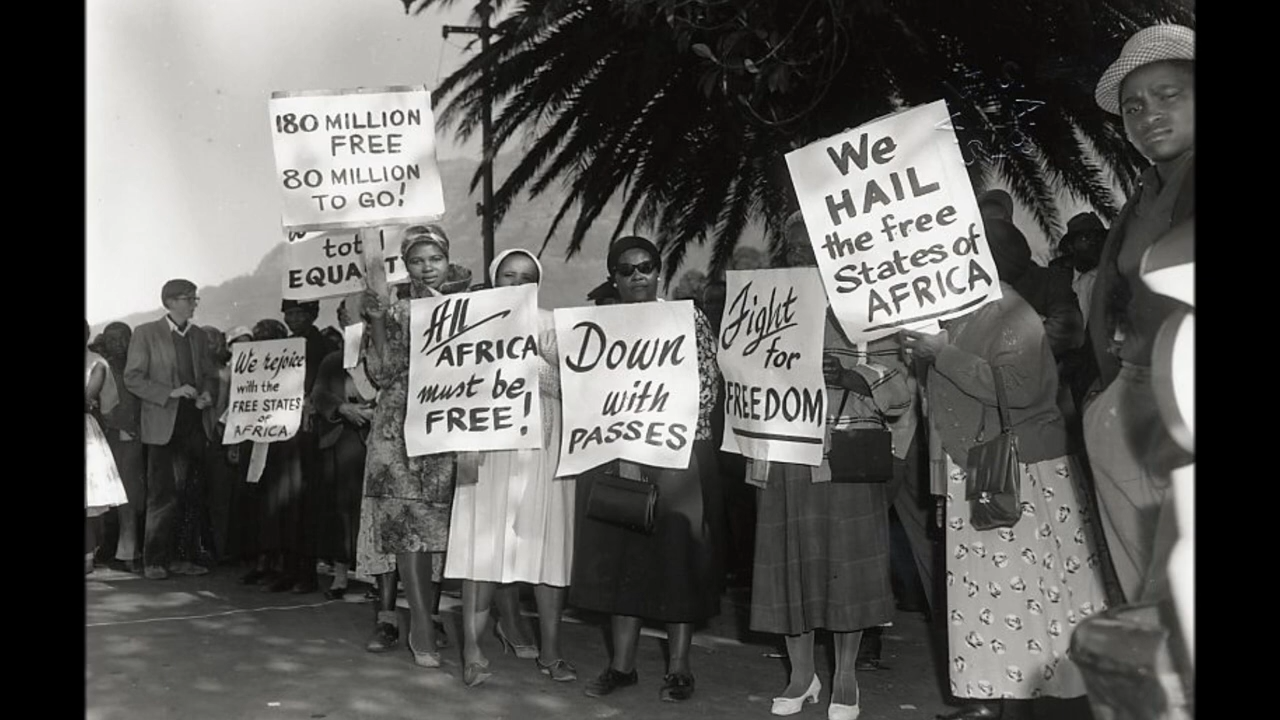 180 MILLION
FREE
80 MILLION
TO GO!
EQUALITY
We rejoice
with the
FREE STATES
of
AFRICA.
All
AFRICA
must be
FREE!
Down
with
PASSES
Fight
for
FREEDOM
We
HAIL
the free
States of
AFRICA